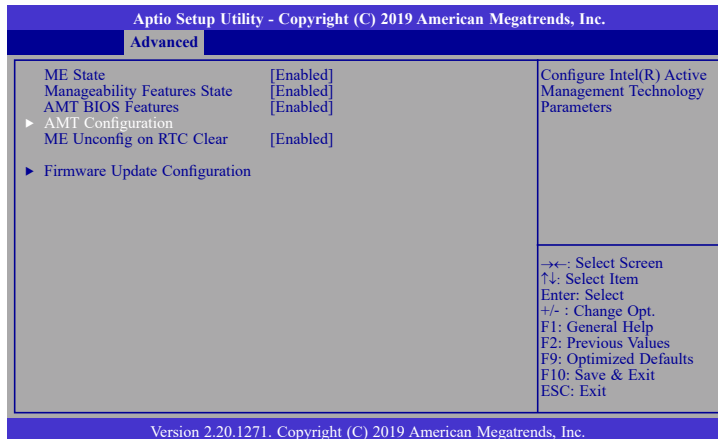 Aptio Setup Utility - Copyright (C) 2019 American Megatrends, Inc.
Advanced
ME State [Enabled]
Manageability Features State [Enabled]
AMT BIOS Features [Enabled]
► AMT Configuration
ME Unconfig on RTC Clear [Enabled]
► Firmware Update Configuration
Configure Intel(R) Active
Management Technology
Parameters
→←: Select Screen
↑↓: Select Item
Enter: Select
+/- : Change Opt.
F1: General Help
F2: Previous Values
F9: Optimized Defaults
F10: Save & Exit
ESC: Exit
Version 2.20.1271. Copyright (C) 2019 American Megatrends, Inc.